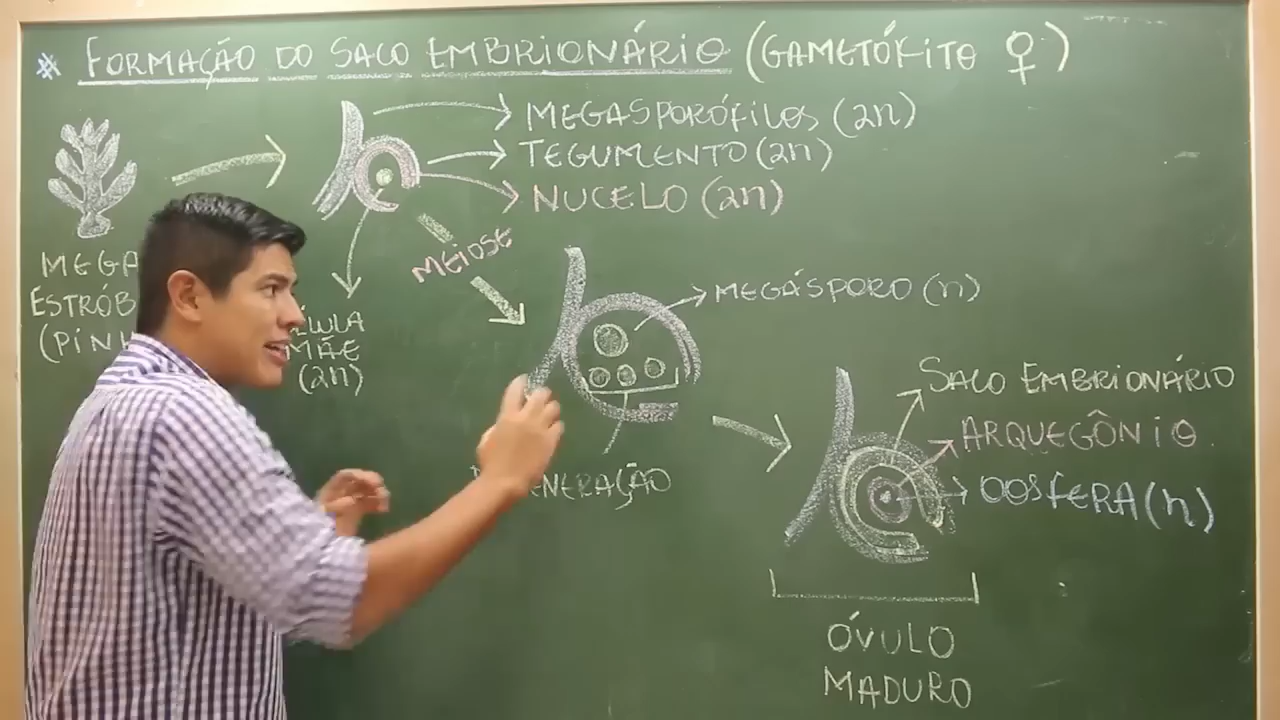 * FORMAÇÃO DO SACO EMBRIONÁRIO (GAMETÓFITO ♀)
MEGASPORÓFILOS (2n)
TEGUMENTO (2n)
NUCELO (2n)
MEIOSE
MEGA
ESTRÓB
(PIN
MÃE
(2n)
MEGÁSPORO (n)
SACO EMBRIONÁRIO
ARQUEGÔNIO
OOSFERA (n)
ÓVULO
MADURO